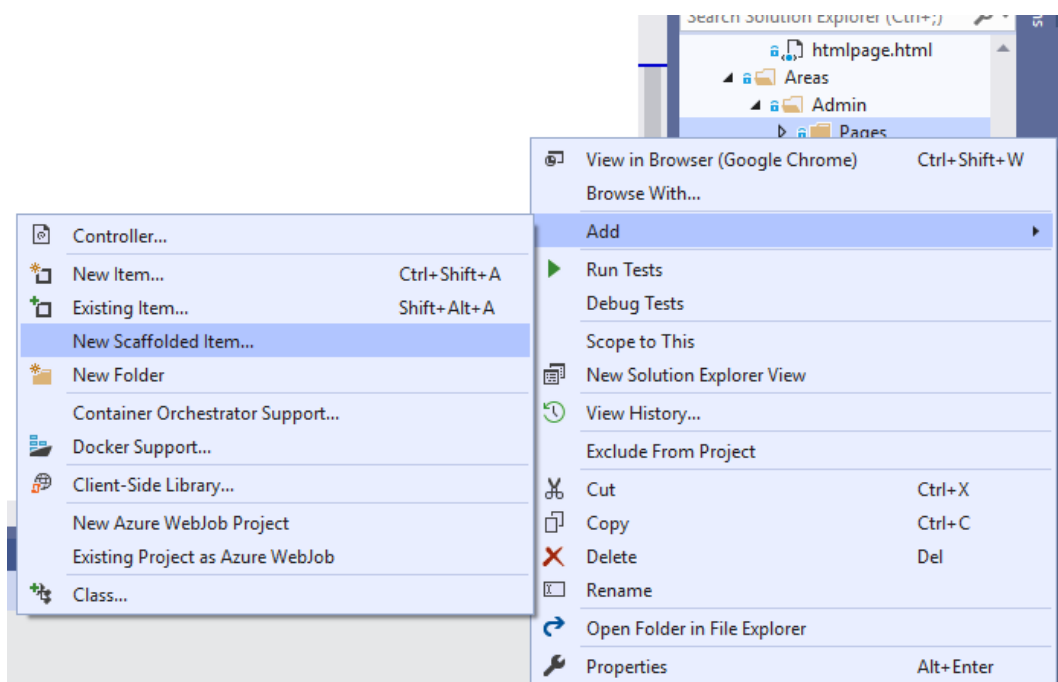 Search Solution Explorer (Ctrl+;)
htmlpage.html
Areas
Admin
Pages
View in Browser (Google Chrome) Ctrl+Shift+W
Browse With...
Add
Run Tests
Debug Tests
Scope to This
New Solution Explorer View
View History...
Exclude From Project
Cut Ctrl+X
Copy Ctrl+C
Delete Del
Rename
Open Folder in File Explorer
Properties Alt+Enter
Controller...
New Item... Ctrl+Shift+A
Existing Item... Shift+Alt+A
New Scaffolded Item...
New Folder
Container Orchestrator Support...
Docker Support...
Client-Side Library...
New Azure WebJob Project
Existing Project as Azure WebJob
Class...